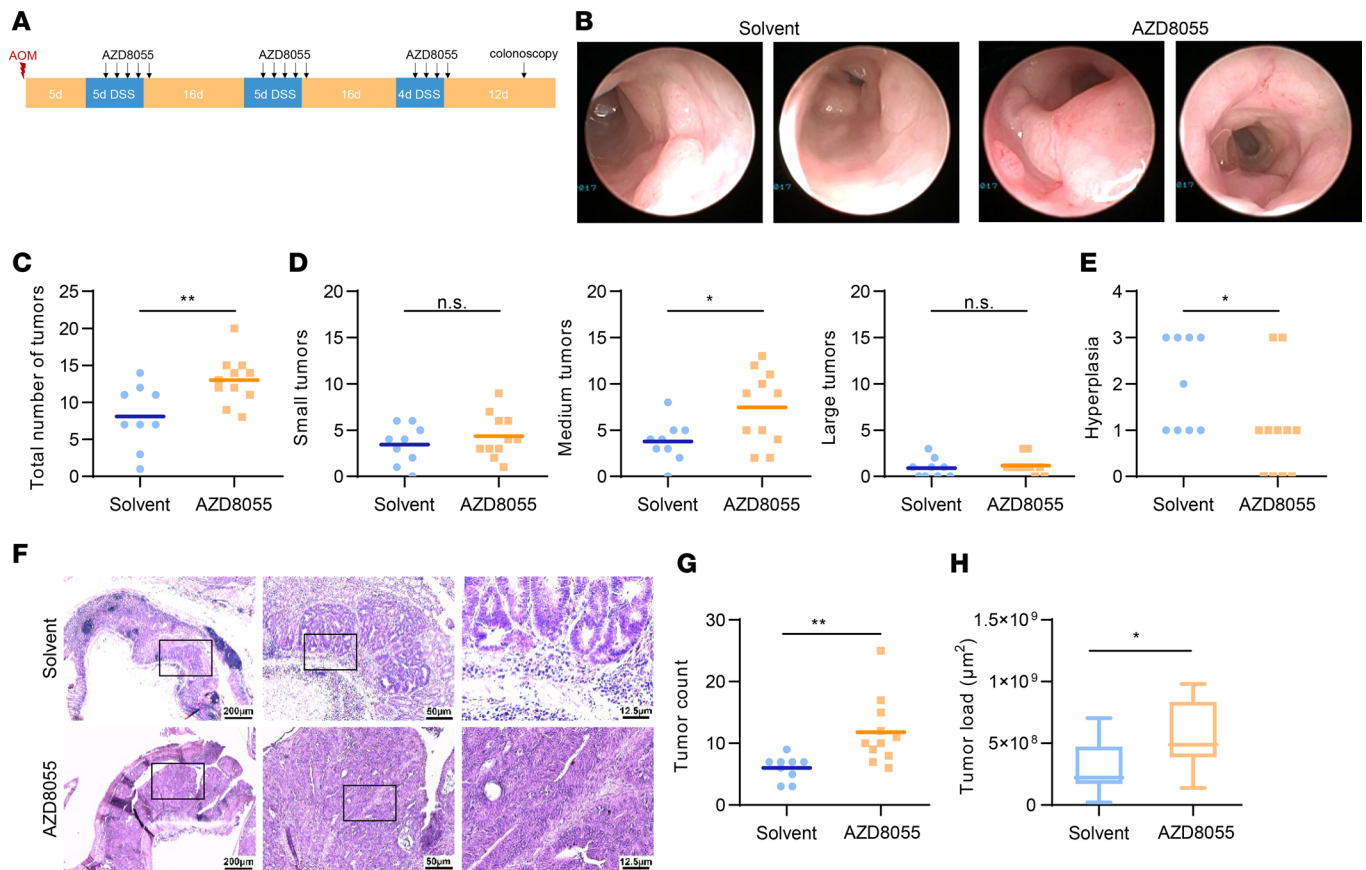 A
AOM
AZD8055
AZD8055
AZD8055
colonoscopy
5d
5d DSS
16d
5d DSS
16d
4d DSS
12d
B
Solvent
AZD8055
017
017
017
017
C
Total number of tumors
25
20
15
10
5
0
**
Solvent
AZD8055
D
Small tumors
20
15
10
5
0
n.s.
Solvent
AZD8055
Medium tumors
20
15
10
5
0
*
Solvent
AZD8055
Large tumors
20
15
10
5
0
n.s.
Solvent
AZD8055
E
Hyperplasia
4
3
2
1
0
*
Solvent
AZD8055
F
Solvent
200µm
50µm
12.5µm
AZD8055
200µm
50µm
12.5µm
G
Tumor count
30
20
10
0
**
Solvent
AZD8055
H
Tumor load (µm²)
1.5×10⁹
1×10⁹
5×10⁸
0
*
Solvent
AZD8055